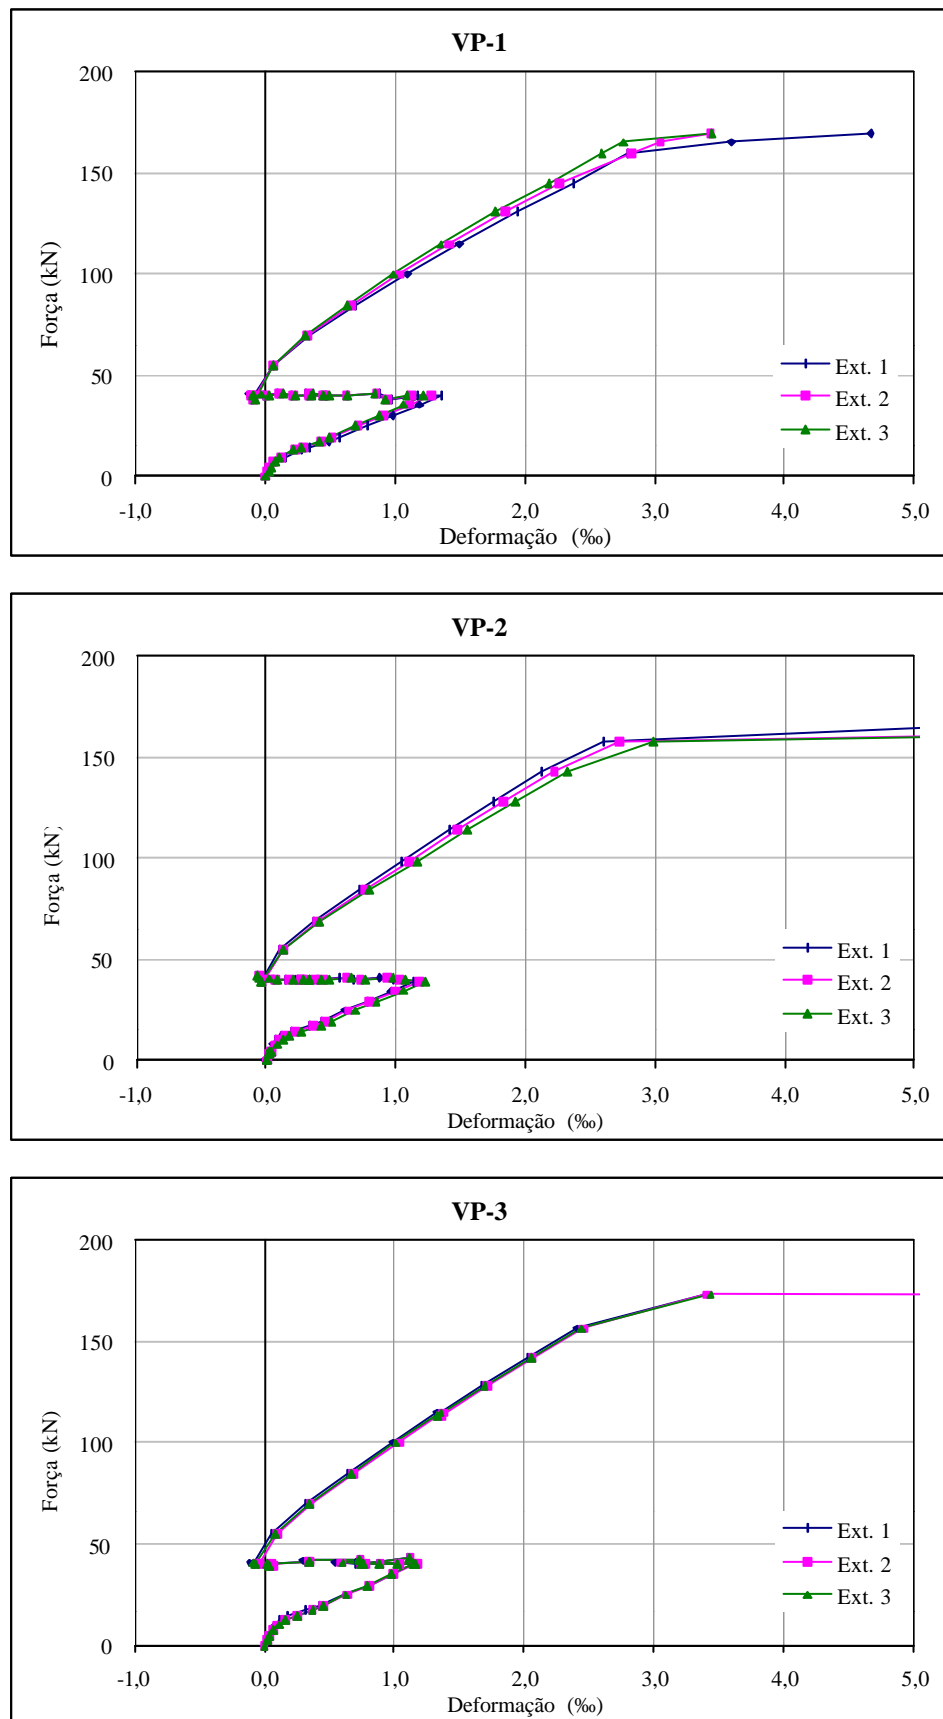 VP-1
200
150
100
50
0
Força (kN)
-1,0 0,0 1,0 2,0 3,0 4,0 5,0
Deformação (‰)
Ext. 1
Ext. 2
Ext. 3
VP-2
200
150
100
50
0
Força (kN)
-1,0 0,0 1,0 2,0 3,0 4,0 5,0
Deformação (‰)
Ext. 1
Ext. 2
Ext. 3
VP-3
200
150
100
50
0
Força (kN)
-1,0 0,0 1,0 2,0 3,0 4,0 5,0
Deformação (‰)
Ext. 1
Ext. 2
Ext. 3